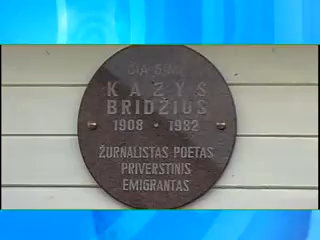 ČIA GIMĖ
KAZYS
BRIDŽIUS
1908 • 1982
ŽURNALISTAS POETAS
PRIVERSTINIS
EMIGRANTAS